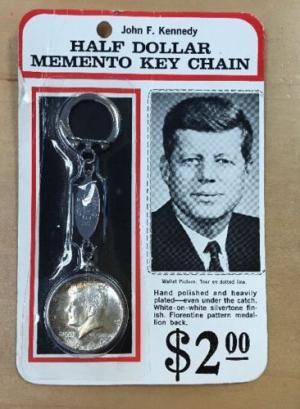 John F. Kennedy
HALF DOLLAR
MEMENTO KEY CHAIN
Wallet Picture. Tear on dotted line.
Hand polished and heavily
plated—even under the catch.
White-on-white silvertone fin-
ish. Florentine pattern medal-
lion back.
$2.00